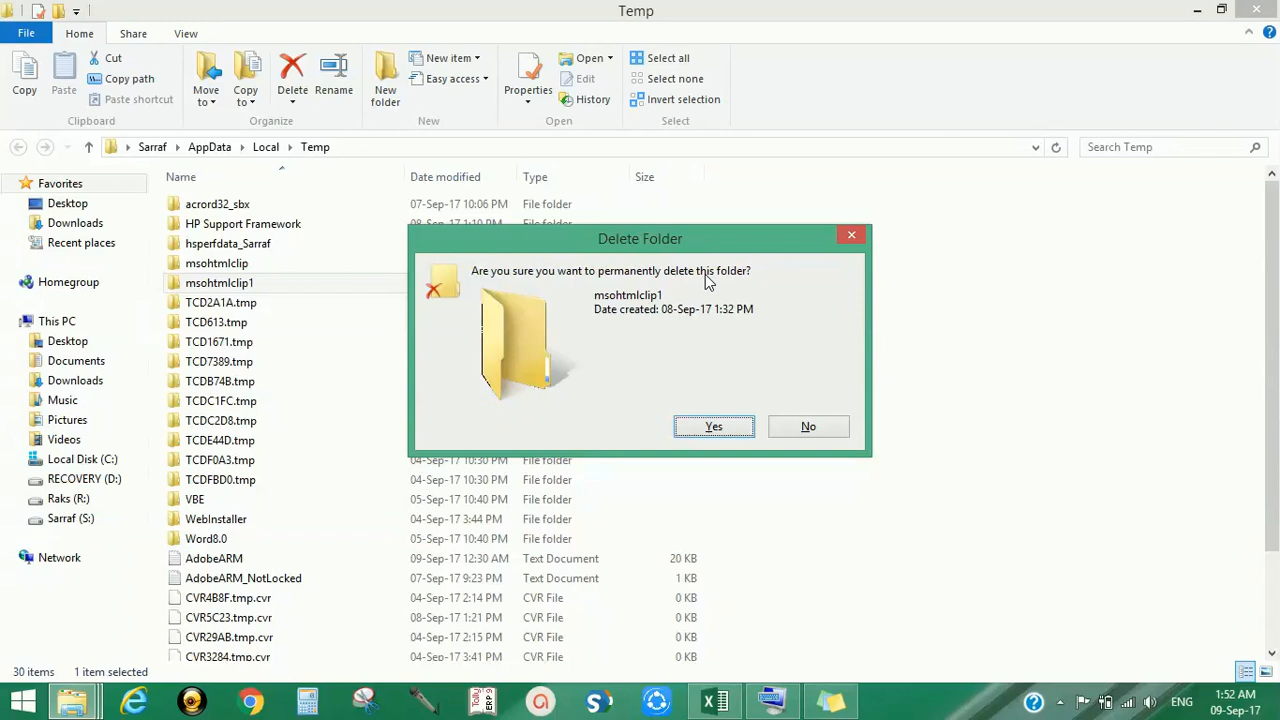 Temp
File
Home
Share
View
Copy
Paste
Cut
Copy path
Paste shortcut
Clipboard
Move
to
Copy
to
Delete
Rename
Organize
New
folder
New item
Easy access
New
Properties
Open
Edit
History
Open
Select all
Select none
Invert selection
Select
Sarraf
AppData
Local
Temp
Search Temp
Name
Date modified
Type
Size
Favorites
Desktop
Downloads
Recent places
Homegroup
This PC
Desktop
Documents
Downloads
Music
Pictures
Videos
Local Disk (C:)
RECOVERY (D:)
Raks (R:)
Sarraf (S:)
Network
acrord32_sbx 07-Sep-17 10:06 PM File folder
HP Support Framework 08-Sep-17 1:10 PM File folder
hsperfdata_Sarraf
msohtmlclip
msohtmlclip1
TCD2A1A.tmp
TCD613.tmp
TCD1671.tmp
TCD7389.tmp
TCDB74B.tmp
TCDC1FC.tmp
TCDC2D8.tmp
TCDE44D.tmp
TCDF0A3.tmp 04-Sep-17 10:30 PM File folder
TCDFBD0.tmp 04-Sep-17 10:30 PM File folder
VBE 05-Sep-17 10:40 PM File folder
WebInstaller 04-Sep-17 3:44 PM File folder
Word8.0 05-Sep-17 10:40 PM File folder
AdobeARM 09-Sep-17 12:30 AM Text Document 20 KB
AdobeARM_NotLocked 07-Sep-17 9:23 PM Text Document 1 KB
CVR4B8F.tmp.cvr 04-Sep-17 2:14 PM CVR File 0 KB
CVR5C23.tmp.cvr 08-Sep-17 1:21 PM CVR File 0 KB
CVR29AB.tmp.cvr 04-Sep-17 2:15 PM CVR File 0 KB
CVR3284.tmp.cvr 04-Sep-17 3:41 PM CVR File 0 KB
Delete Folder
Are you sure you want to permanently delete this folder?
msohtmlclip1
Date created: 08-Sep-17 1:32 PM
Yes
No
30 items 1 item selected
ENG
1:52 AM
09-Sep-17